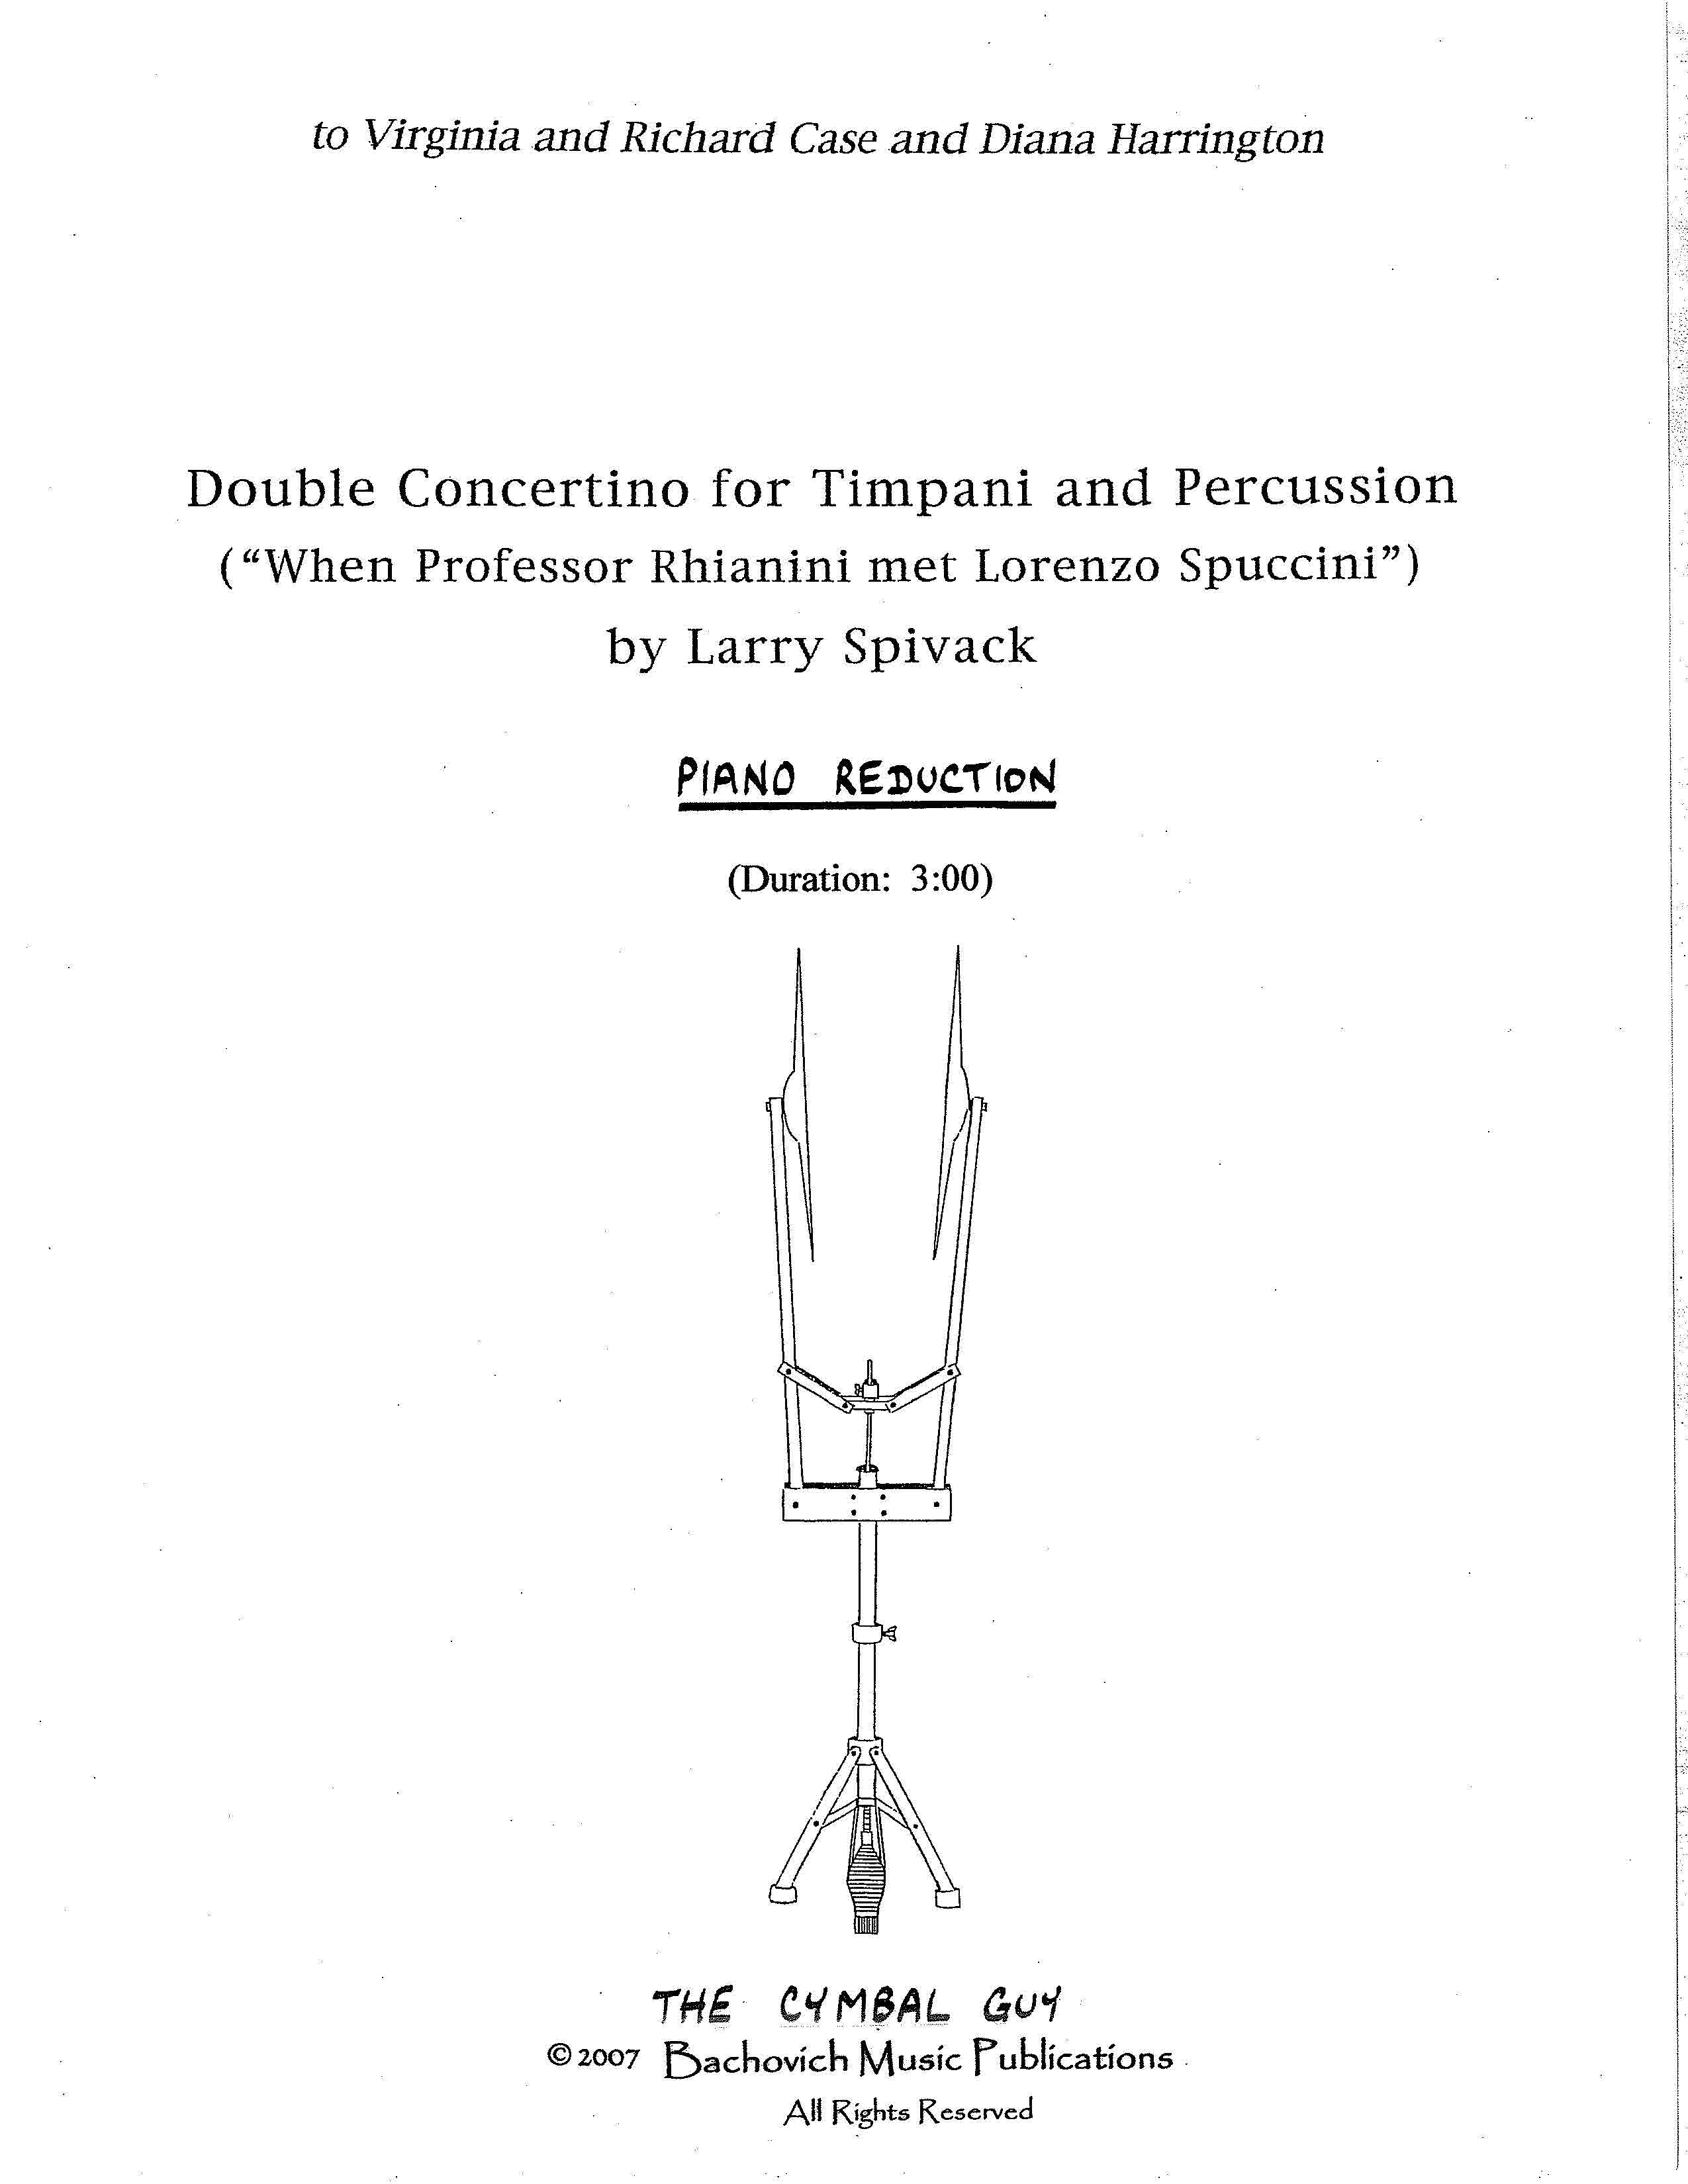 to Virginia and Richard Case and Diana Harrington
Double Concertino for Timpani and Percussion
(“When Professor Rhianini met Lorenzo Spuccini”)
by Larry Spivack
PIANO REDUCTION
(Duration: 3:00)
THE CYMBAL GUY
©2007 Bachovich Music Publications
All Rights Reserved